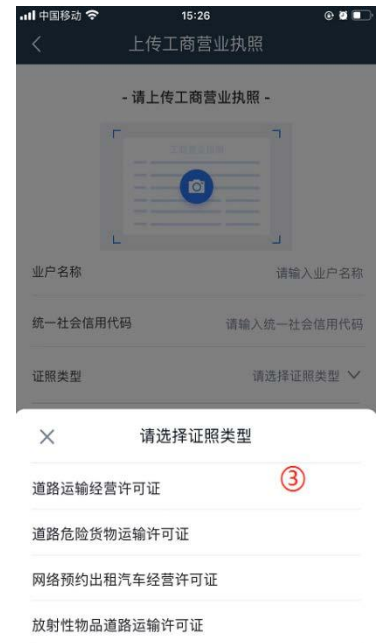 中国移动 15:26
上传工商营业执照
- 请上传工商营业执照 -
业户名称 请输入业户名称
统一社会信用代码 请输入统一社会信用代码
证照类型 请选择证照类型
请选择证照类型
③
道路运输经营许可证
道路危险货物运输许可证
网络预约出租汽车经营许可证
放射性物品道路运输许可证